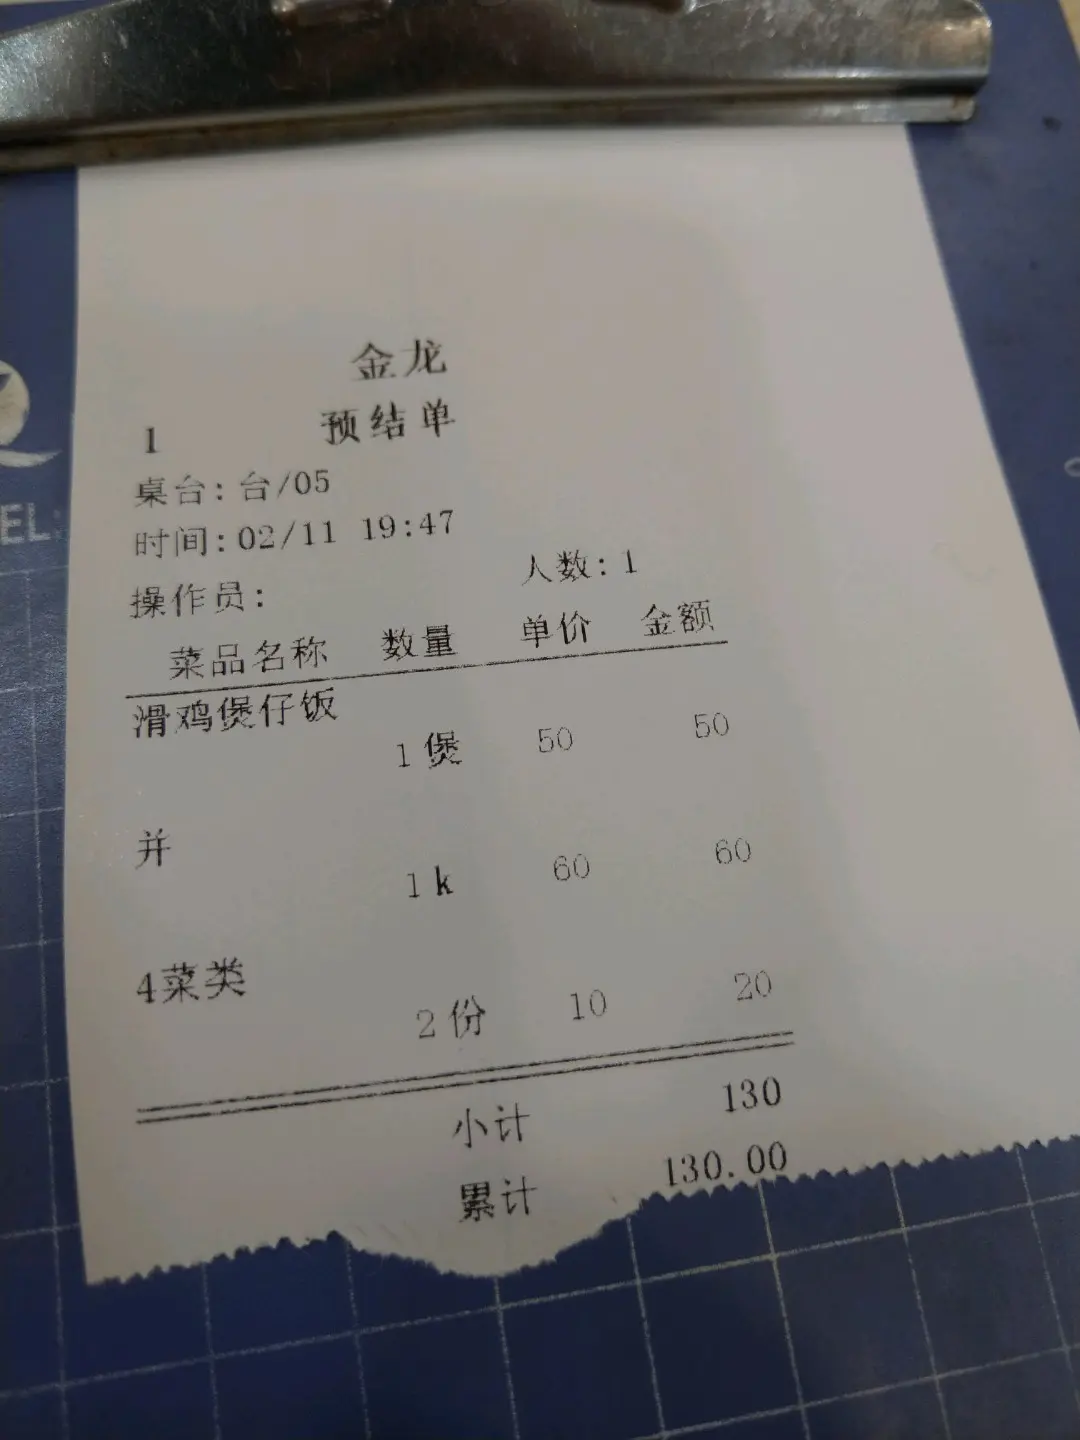 金龙
1 预结单
桌台:台/05
时间:02/11 19:47
操作员: 人数:1
菜品名称 数量 单价 金额
滑鸡煲仔饭
1 煲 50 50
并
1 k 60 60
4菜类
2 份 10 20
小计 130
累计 130.00
EL